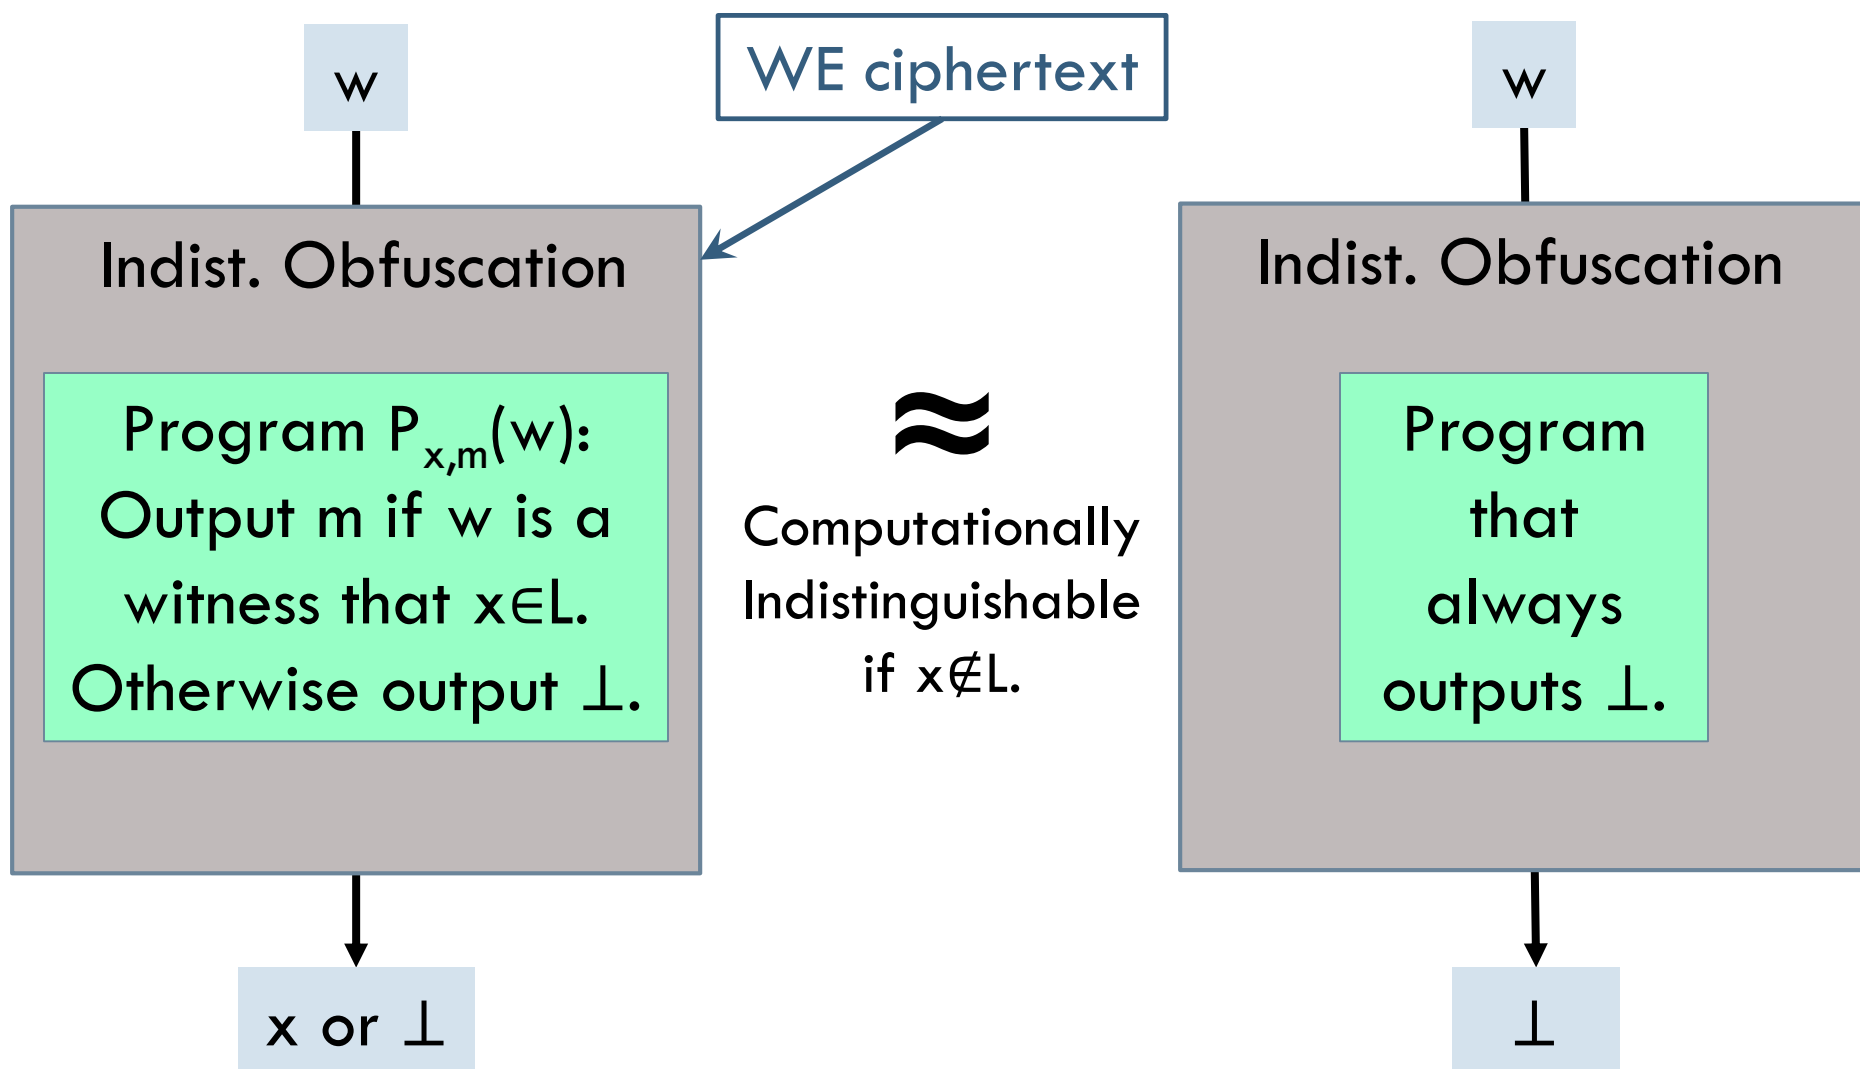 w
WE ciphertext
w
Indist. Obfuscation
Program Pₓ,ₘ(w):
Output m if w is a
witness that x∈L.
Otherwise output ⊥.
x or ⊥
≈
Computationally
Indistinguishable
if x∉L.
Indist. Obfuscation
Program
that
always
outputs ⊥.
⊥